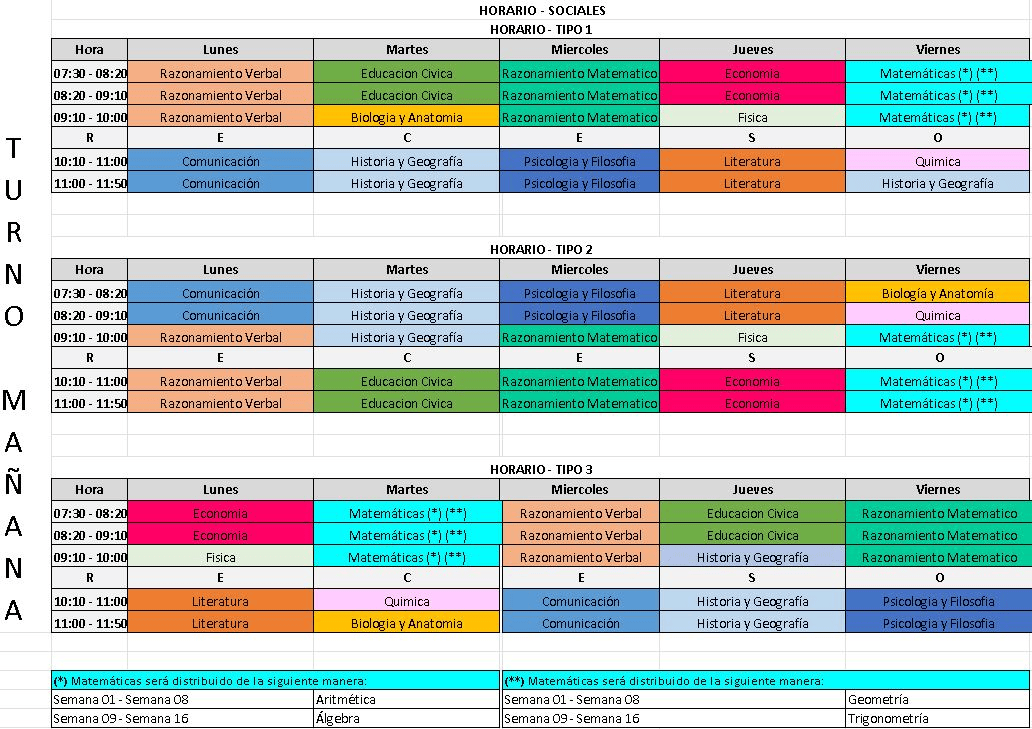 HORARIO - SOCIALES
TURNO MAÑANA
HORARIO - TIPO 1
Hora Lunes Martes Miercoles Jueves Viernes
07:30 - 08:20 Razonamiento Verbal Educacion Civica Razonamiento Matematico Economia Matemáticas (*) (**)
08:20 - 09:10 Razonamiento Verbal Educacion Civica Razonamiento Matematico Economia Matemáticas (*) (**)
09:10 - 10:00 Razonamiento Verbal Biologia y Anatomia Razonamiento Matematico Fisica Matemáticas (*) (**)
R E C E S O
10:10 - 11:00 Comunicación Historia y Geografía Psicologia y Filosofia Literatura Quimica
11:00 - 11:50 Comunicación Historia y Geografía Psicologia y Filosofia Literatura Historia y Geografía
HORARIO - TIPO 2
Hora Lunes Martes Miercoles Jueves Viernes
07:30 - 08:20 Comunicación Historia y Geografía Psicologia y Filosofia Literatura Biología y Anatomía
08:20 - 09:10 Comunicación Historia y Geografía Psicologia y Filosofia Literatura Quimica
09:10 - 10:00 Razonamiento Verbal Historia y Geografía Razonamiento Matematico Fisica Matemáticas (*) (**)
R E C E S O
10:10 - 11:00 Razonamiento Verbal Educacion Civica Razonamiento Matematico Economia Matemáticas (*) (**)
11:00 - 11:50 Razonamiento Verbal Educacion Civica Razonamiento Matematico Economia Matemáticas (*) (**)
HORARIO - TIPO 3
Hora Lunes Martes Miercoles Jueves Viernes
07:30 - 08:20 Economia Matemáticas (*) (**) Razonamiento Verbal Educacion Civica Razonamiento Matematico
08:20 - 09:10 Economia Matemáticas (*) (**) Razonamiento Verbal Educacion Civica Razonamiento Matematico
09:10 - 10:00 Fisica Matemáticas (*) (**) Razonamiento Verbal Historia y Geografía Razonamiento Matematico
R E C E S O
10:10 - 11:00 Literatura Quimica Comunicación Historia y Geografía Psicologia y Filosofia
11:00 - 11:50 Literatura Biologia y Anatomia Comunicación Historia y Geografía Psicologia y Filosofia
(*) Matemáticas será distribuido de la siguiente manera: (**) Matemáticas será distribuido de la siguiente manera:
Semana 01 - Semana 08 Aritmética Semana 01 - Semana 08 Geometría
Semana 09 - Semana 16 Álgebra Semana 09 - Semana 16 Trigonometría